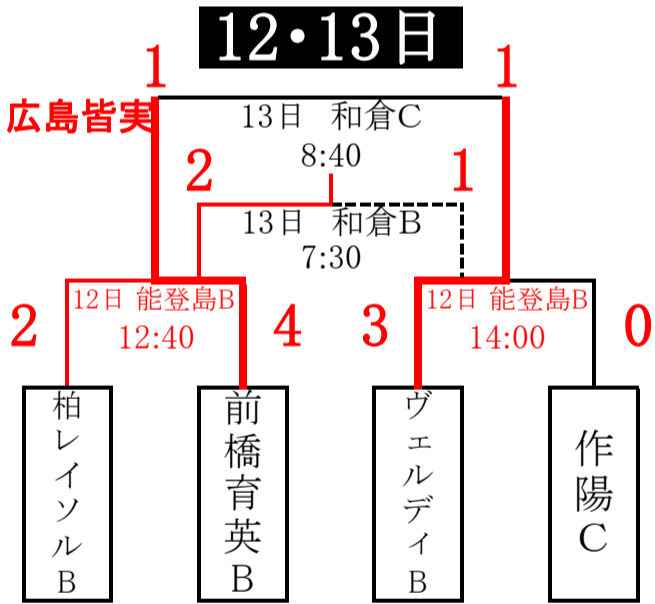 12・13日
1
1
広島皆実
13日 和倉C
8:40
2
1
13日 和倉B
7:30
12日 能登島B
12:40
12日 能登島B
14:00
2
4
3
0
柏レイソルB
前橋育英B
ヴェルディB
作陽C